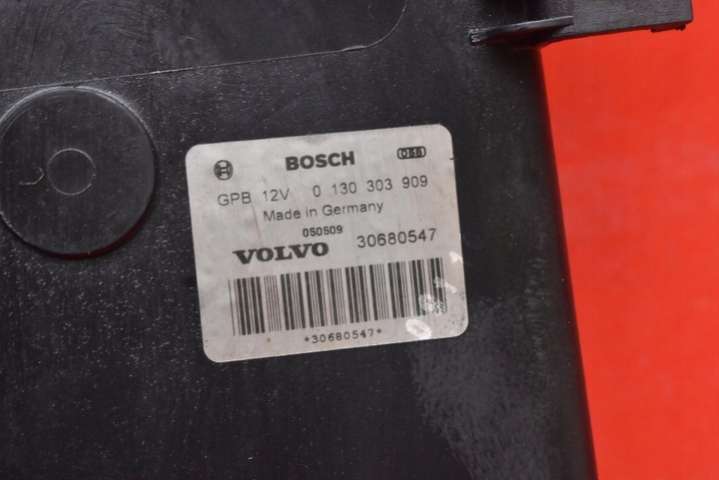 BOSCH
GPB 12V 0 130 303 909
Made in Germany
050509
VOLVO 30680547
*30680547*